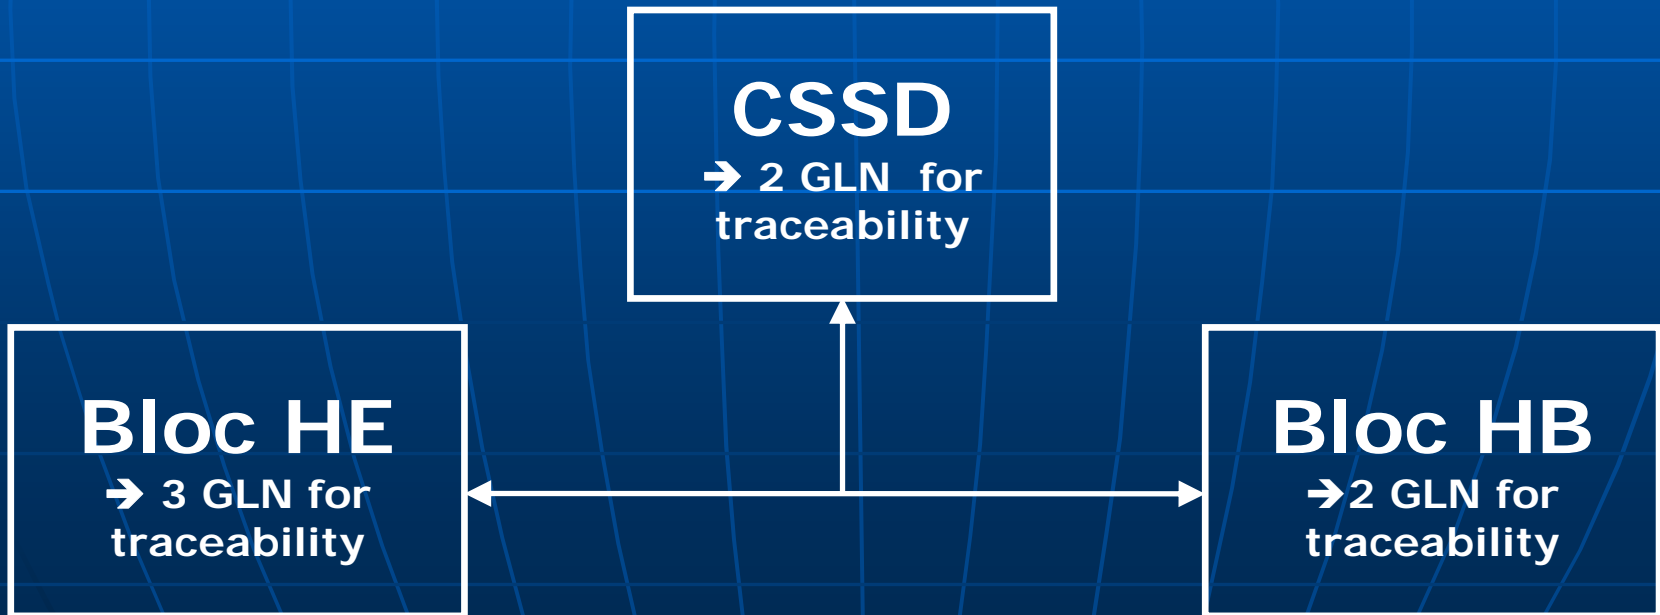 CSSD
➔ 2 GLN for
traceability
Bloc HE
➔ 3 GLN for
traceability
Bloc HB
➔2 GLN for
traceability